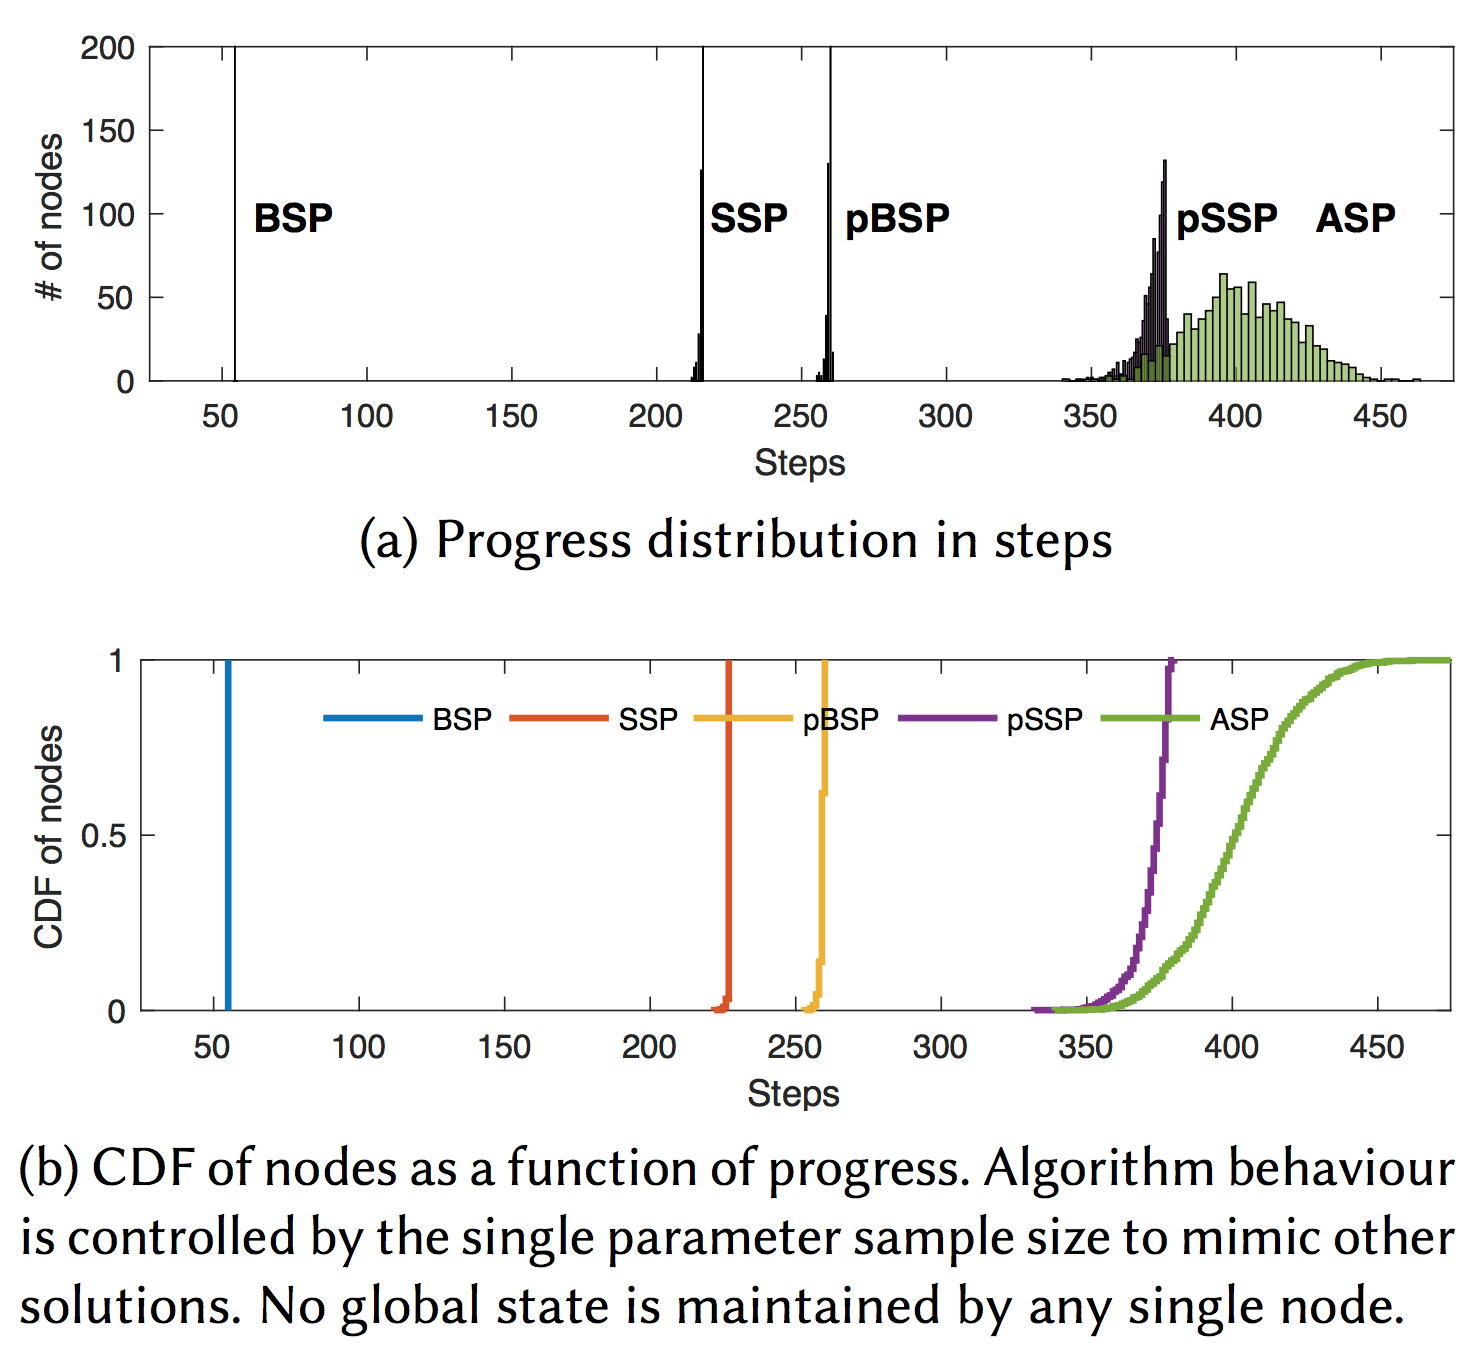 200
150
100
50
0
# of nodes
BSP
SSP
pBSP
pSSP
ASP
50 100 150 200 250 300 350 400 450
Steps
(a) Progress distribution in steps
1
0.5
0
CDF of nodes
BSP SSP pBSP pSSP ASP
50 100 150 200 250 300 350 400 450
Steps
(b) CDF of nodes as a function of progress. Algorithm behaviour
is controlled by the single parameter sample size to mimic other
solutions. No global state is maintained by any single node.